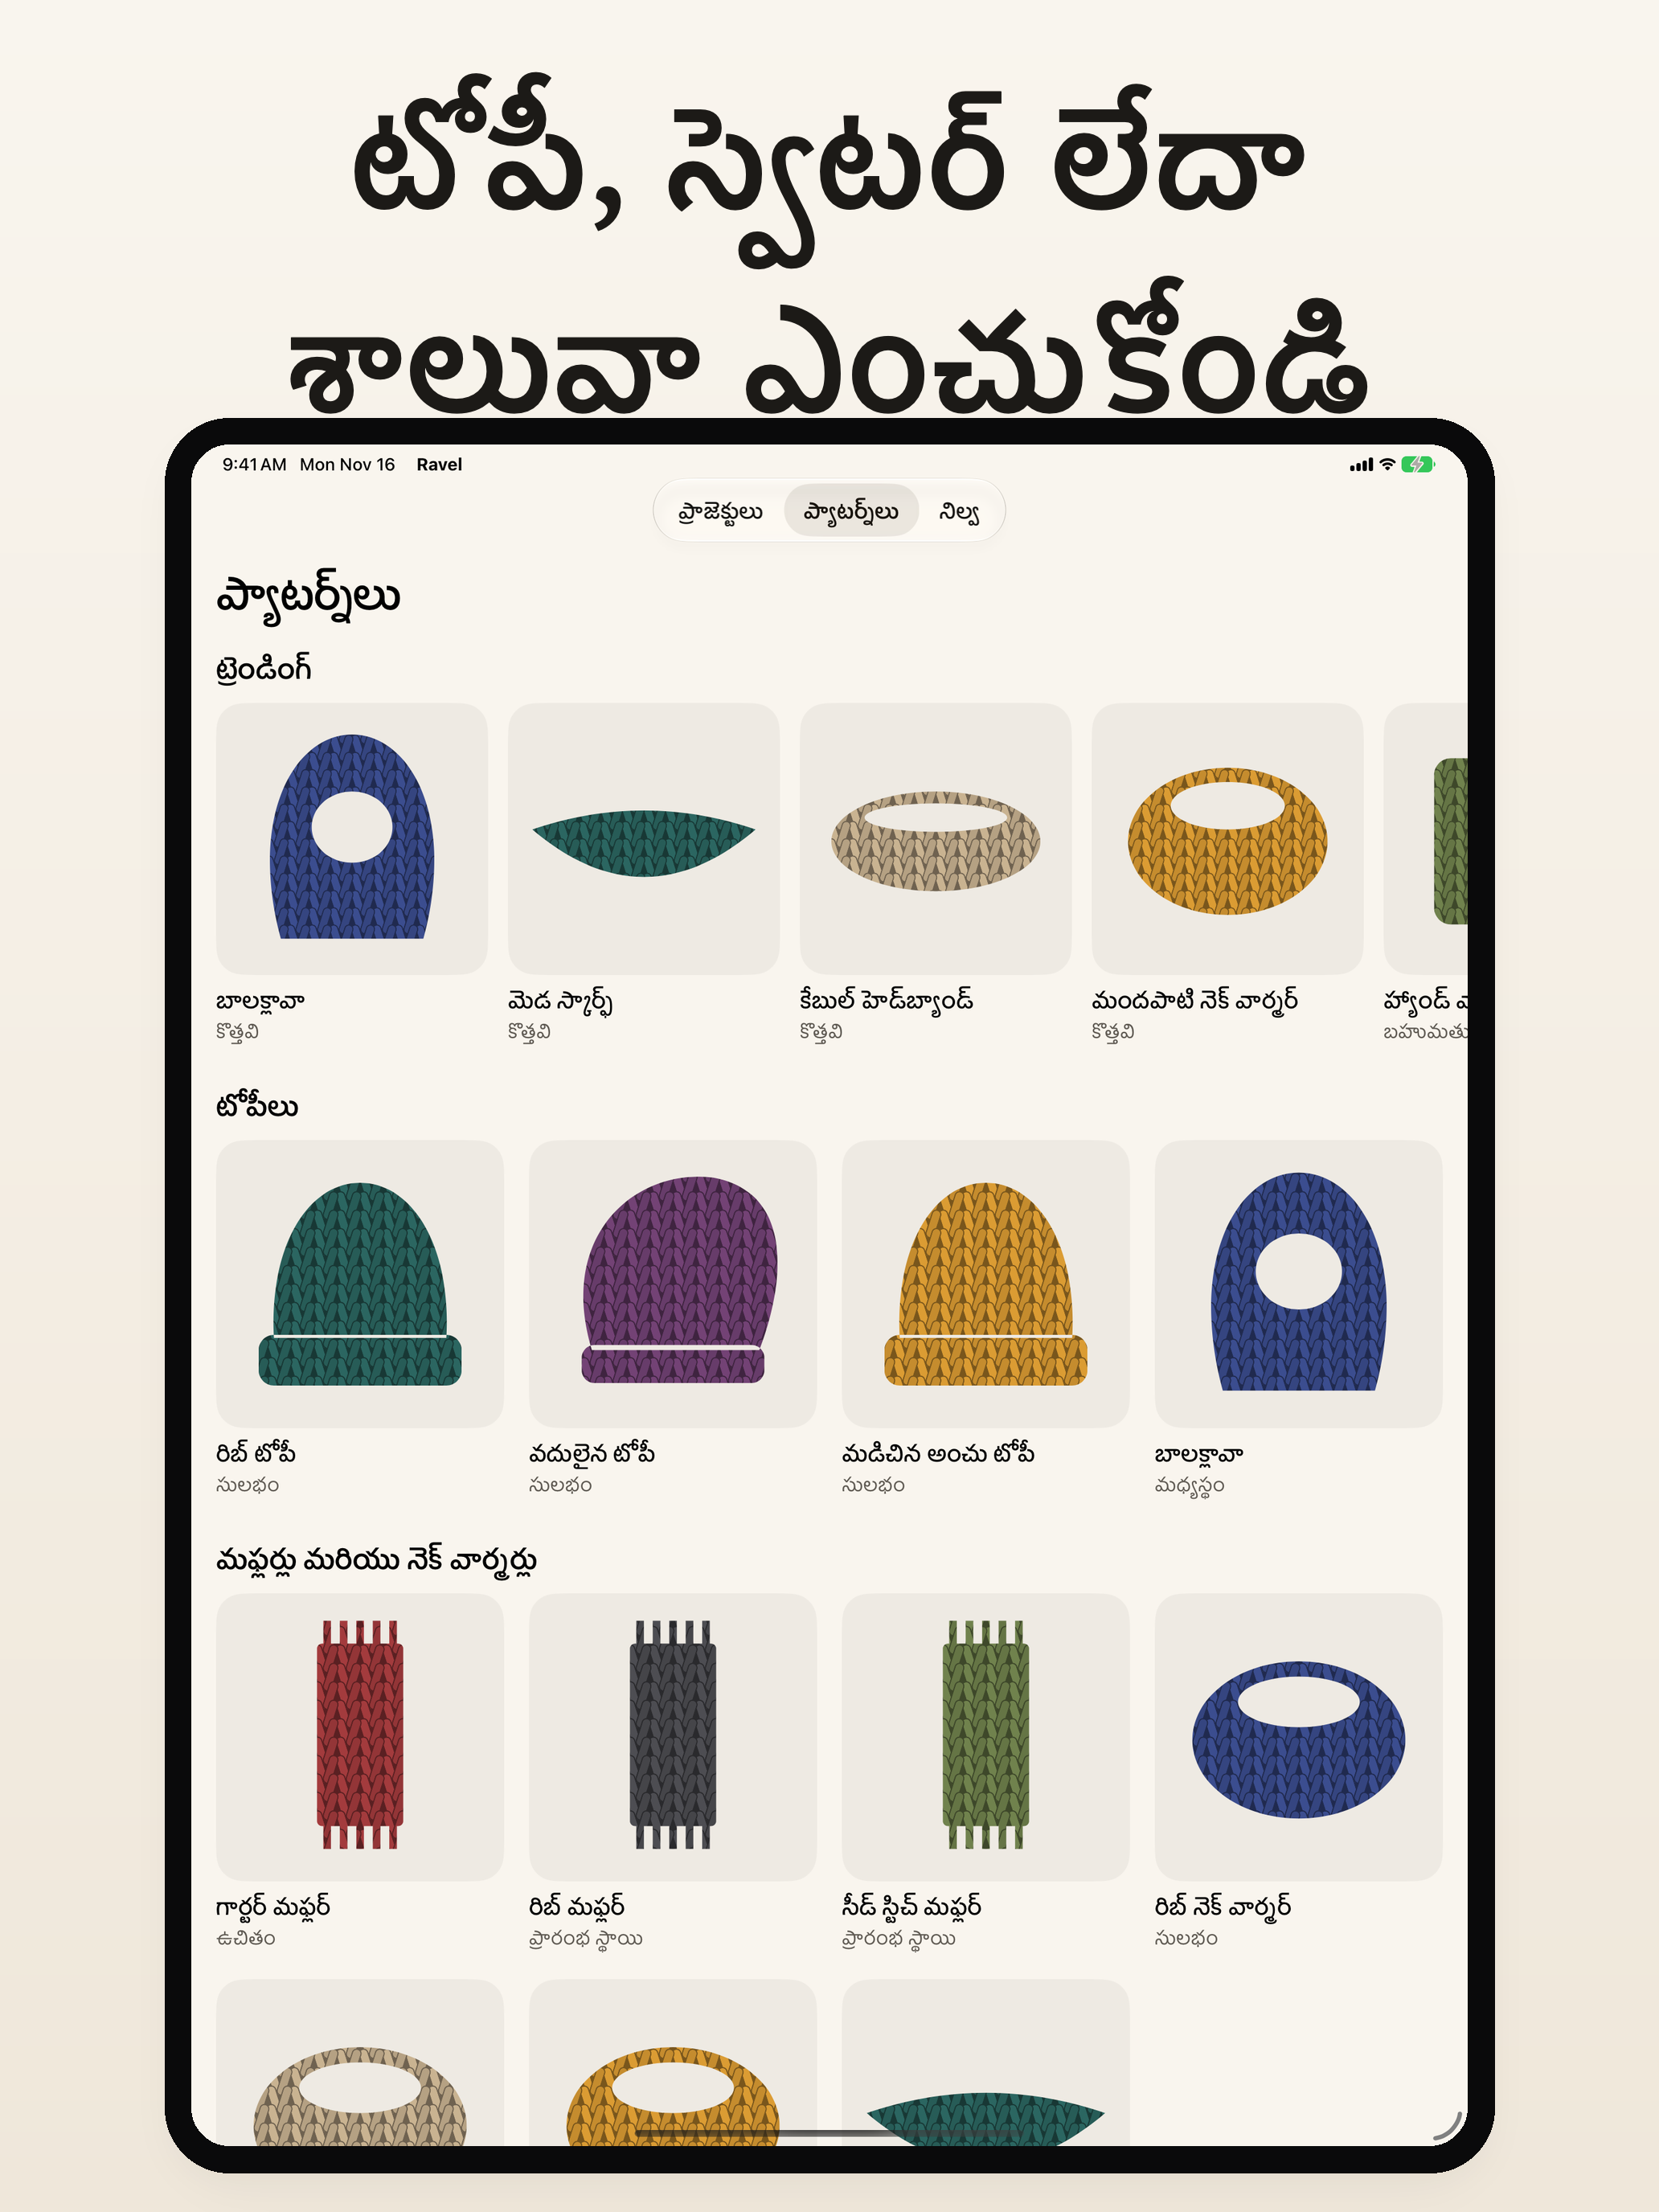 టోపీ, స్వెటర్ లేదా
శాలువా ఎంచుకోండి
9:41 AM Mon Nov 16 Ravel
ప్రాజెక్టులు ప్యాటర్న్‌లు నిల్వ
ప్యాటర్న్‌లు
ట్రెండింగ్
బాలక్లావా మెడ స్కార్ఫ్ కేబుల్ హెడ్‌బ్యాండ్ మందపాటి నెక్ వార్మర్ హ్యాండ్
కొత్తవి కొత్తవి కొత్తవి కొత్తవి
టోపీలు
రిబ్ టోపీ వదులైన టోపీ మడిచిన అంచు టోపీ బాలక్లావా
సులభం సులభం సులభం మధ్యస్థం
మఫ్లర్లు మరియు నెక్ వార్మర్లు
గార్టర్ మఫ్లర్ రిబ్ మఫ్లర్ సీడ్ స్టిచ్ మఫ్లర్ రిబ్ నెక్ వార్మర్
ఉచితం ప్రారంభ స్థాయి ప్రారంభ స్థాయి సులభం